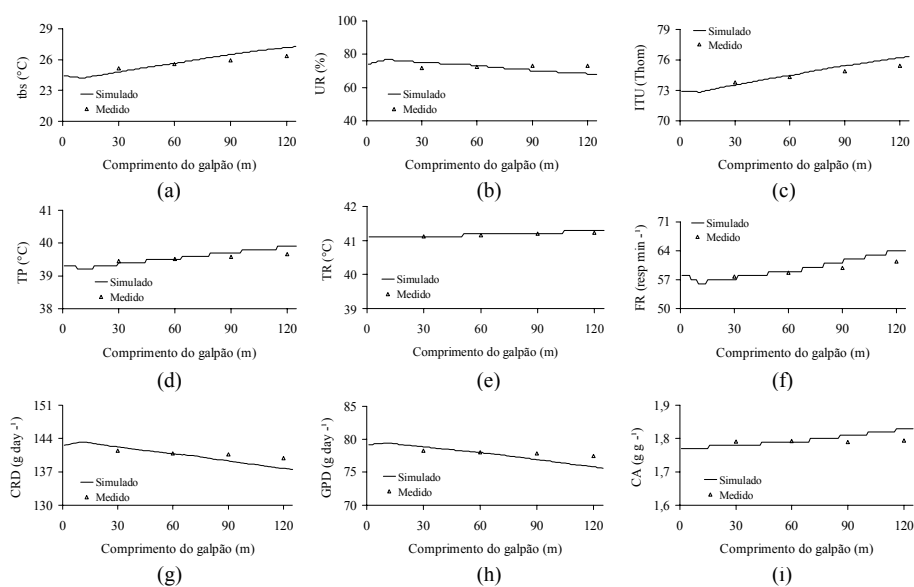 29
26
23
20
tbs (°C)
Simulado
Medido
0 30 60 90 120
Comprimento do galpão (m)
(a)
100
80
60
40
UR (%)
Simulado
Medido
0 30 60 90 120
Comprimento do galpão (m)
(b)
79
76
73
70
ITU (Thom)
Simulado
Medido
0 30 60 90 120
Comprimento do galpão (m)
(c)
41
40
39
38
TP (°C)
Simulado
Medido
0 30 60 90 120
Comprimento do galpão (m)
(d)
42
41
40
39
TR (°C)
Simulado
Medido
0 30 60 90 120
Comprimento do galpão (m)
(e)
71
64
57
50
FR (resp min -¹)
Simulado
Medido
0 30 60 90 120
Comprimento do galpão (m)
(f)
151
144
137
130
CRD (g day -¹)
Simulado
Medido
0 30 60 90 120
Comprimento do galpão (m)
(g)
85
80
75
70
GPD (g day -¹)
Simulado
Medido
0 30 60 90 120
Comprimento do galpão (m)
(h)
1,9
1,8
1,7
1,6
CA (g g -¹)
Simulado
Medido
0 30 60 90 120
Comprimento do galpão (m)
(i)